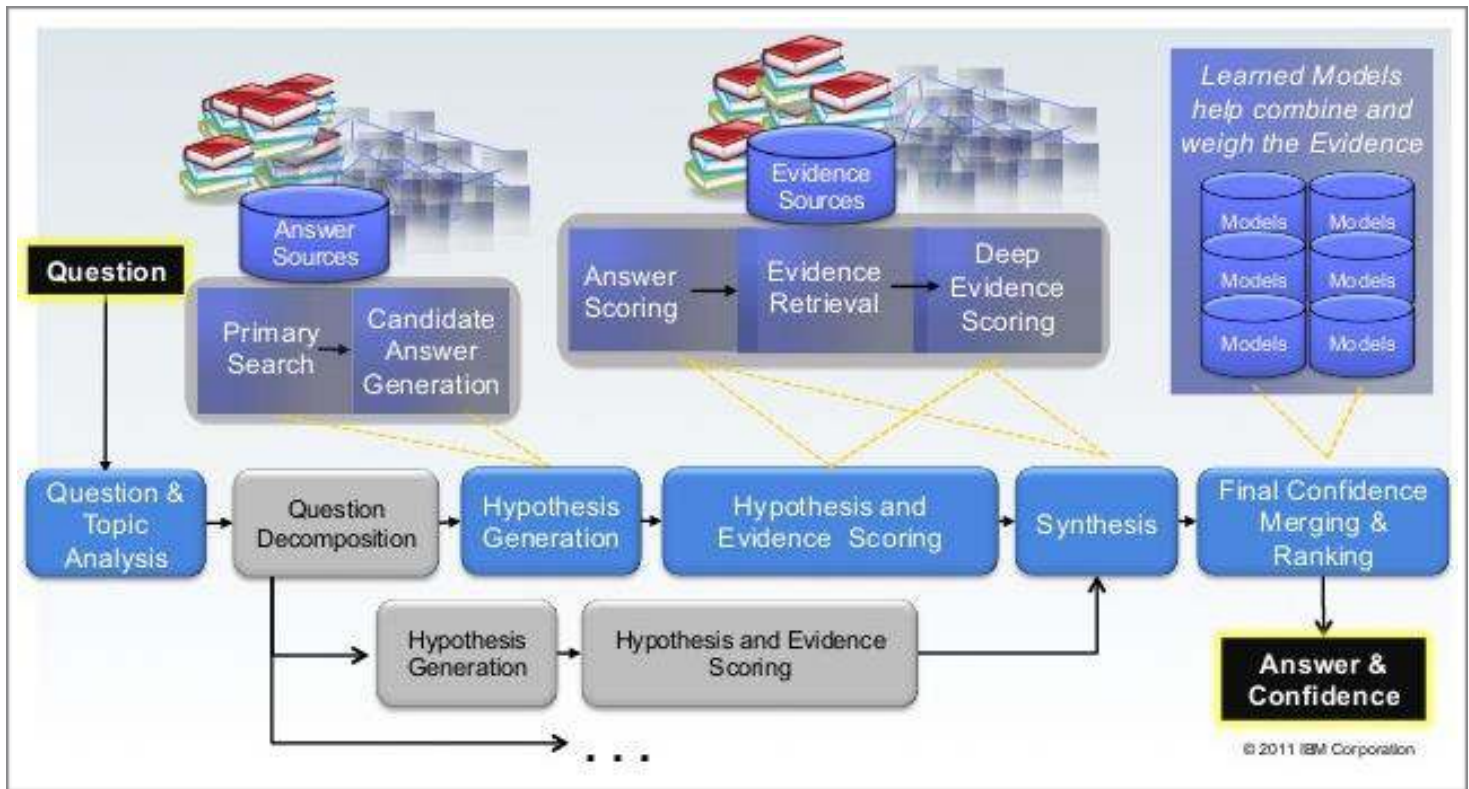 Learned Models
help combine and
weigh the Evidence
Evidence
Sources
Answer
Sources
Models
Models
Models
Models
Models
Models
Question
Primary
Search
Candidate
Answer
Generation
Answer
Scoring
Evidence
Retrieval
Deep
Evidence
Scoring
Question &
Topic
Analysis
Question
Decomposition
Hypothesis
Generation
Hypothesis and
Evidence Scoring
Synthesis
Final Confidence
Merging &
Ranking
Hypothesis
Generation
Hypothesis and Evidence
Scoring
Answer &
Confidence
. . .
© 2011 IBM Corporation